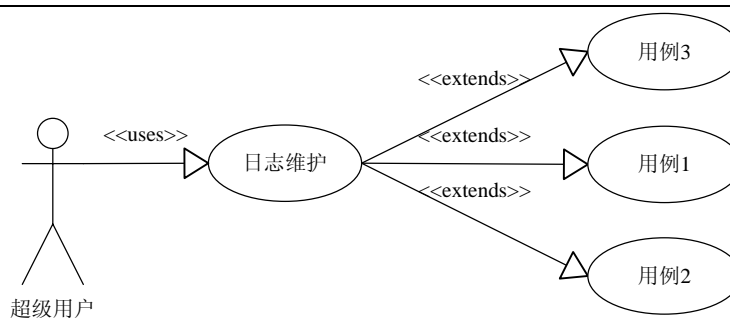 用例3
<<extends>>
<<uses>>
<<extends>>
日志维护
用例1
<<extends>>
用例2
超级用户